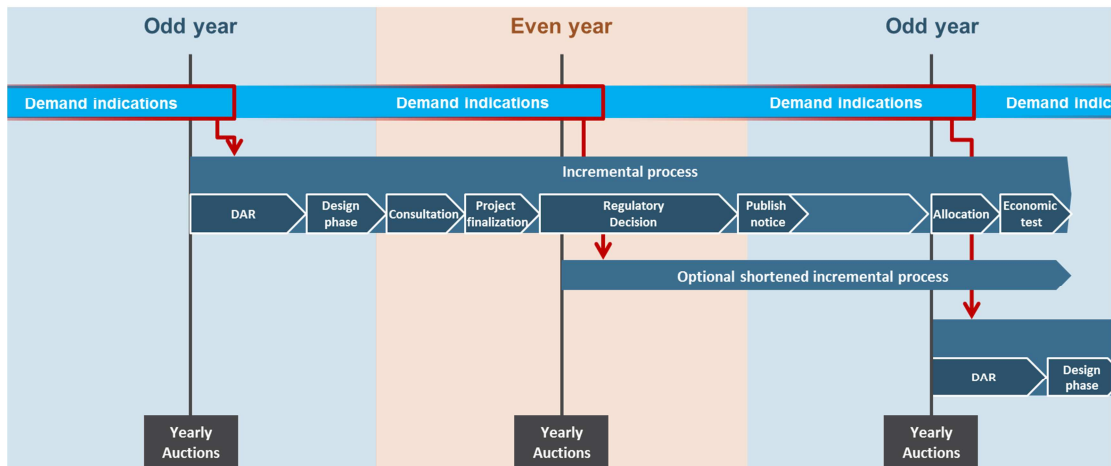 Odd year
Even year
Odd year
Demand indications
Demand indications
Demand indications
Demand indic
Incremental process
DAR
Design
phase
Consultation
Project
finalization
Regulatory
Decision
Publish
notice
Allocation
Economic
test
Optional shortened incremental process
DAR
Design
phase
Yearly
Auctions
Yearly
Auctions
Yearly
Auctions